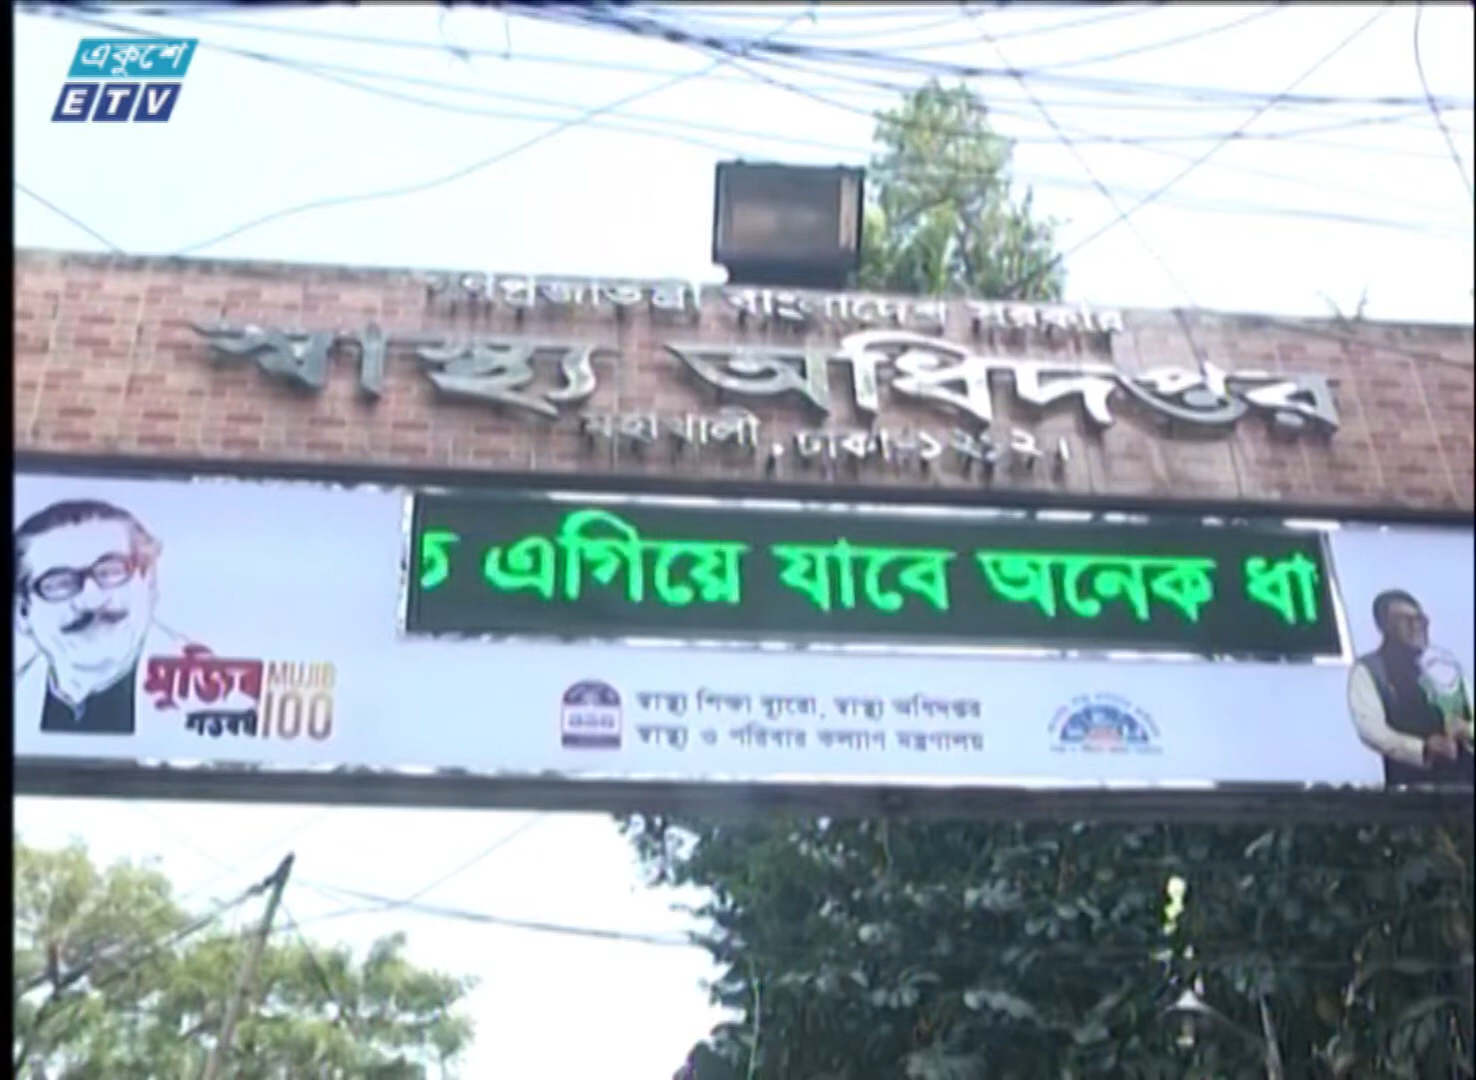 একুশে
ETV
গণপ্রজাতন্ত্রী বাংলাদেশ সরকার
স্বাস্থ্য অধিদপ্তর
মহাখালী, ঢাকা-১২১২।
এগিয়ে যাবে অনেক ধা
মুজিব MUJIB
শতবর্ষ 100
স্বাস্থ্য শিক্ষা ব্যুরো, স্বাস্থ্য অধিদপ্তর
স্বাস্থ্য ও পরিবার কল্যাণ মন্ত্রণালয়